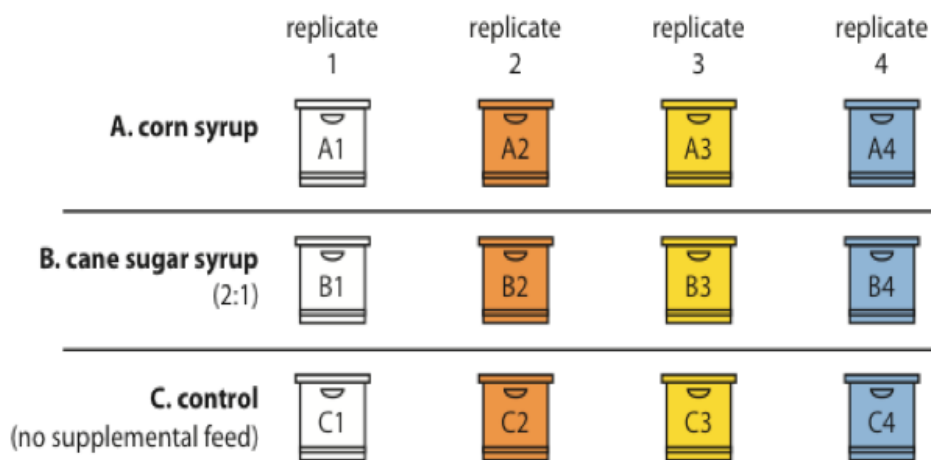 replicate replicate replicate replicate
1 2 3 4
A. corn syrup A1 A2 A3 A4
B. cane sugar syrup
(2:1) B1 B2 B3 B4
C. control
(no supplemental feed) C1 C2 C3 C4